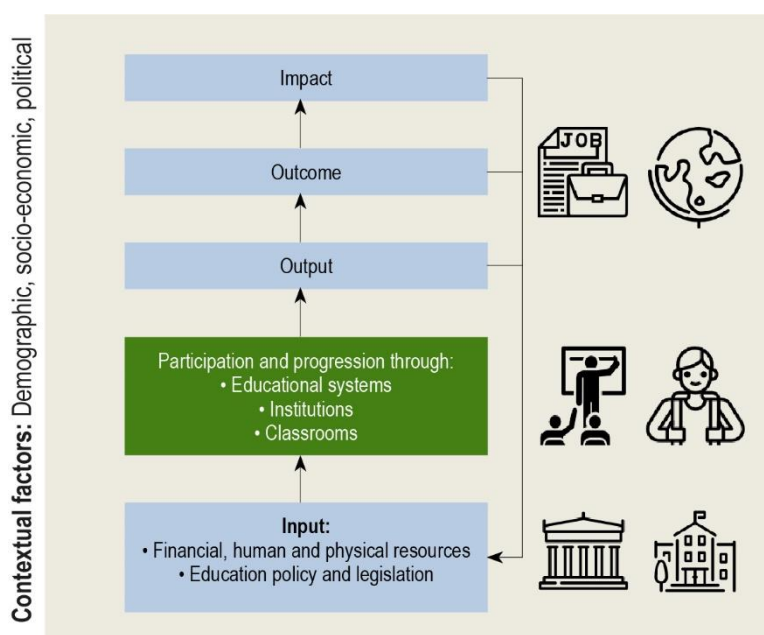 Contextual factors: Demographic, socio-economic, political
Impact
Outcome
Output
Participation and progression through:
• Educational systems
• Institutions
• Classrooms
Input:
• Financial, human and physical resources
• Education policy and legislation
JOB